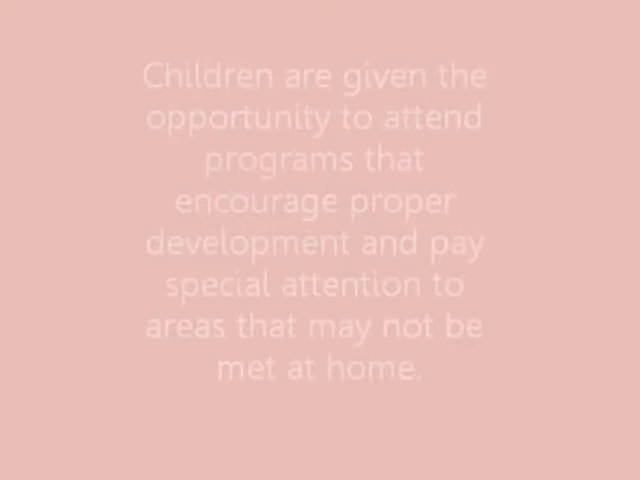 Children are given the
opportunity to attend
programs that
encourage proper
development and pay
special attention to
areas that may not be
met at home.